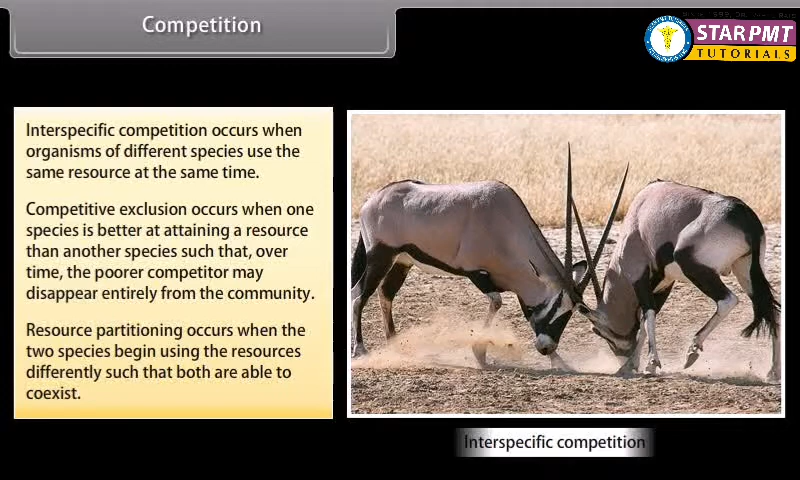 Competition
STAR PMT
TUTORIALS
Interspecific competition occurs when
organisms of different species use the
same resource at the same time.
Competitive exclusion occurs when one
species is better at attaining a resource
than another species such that, over
time, the poorer competitor may
disappear entirely from the community.
Resource partitioning occurs when the
two species begin using the resources
differently such that both are able to
coexist.
Interspecific competition